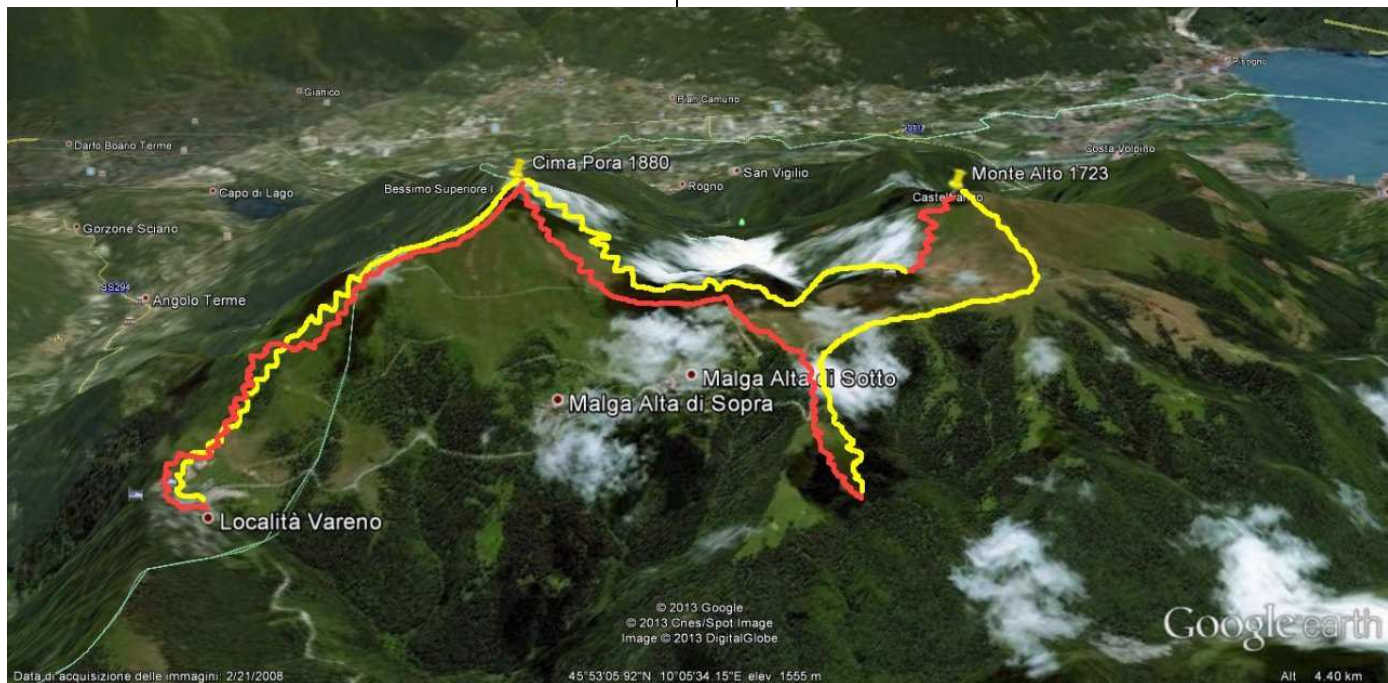 Pisogne
Gianico
Pian Camuno
Darfo Boario Terme
Costa Volpino
Cima Pora 1880
San Vigilio
Monte Alto 1723
Capo di Lago
Bessimo Superiore I
Rogno
Gorzone Sciano
SS294
Angolo Terme
Malga Alta di Sotto
Malga Alta di Sopra
Località Vareno
© 2013 Google
© 2013 Cnes/Spot Image
Image © 2013 DigitalGlobe
Google earth
Data di acquisizione delle immagini: 2/21/2008
45°53'05.92"N 10°05'34.15"E elev 1555 m
Alt 4.40 km